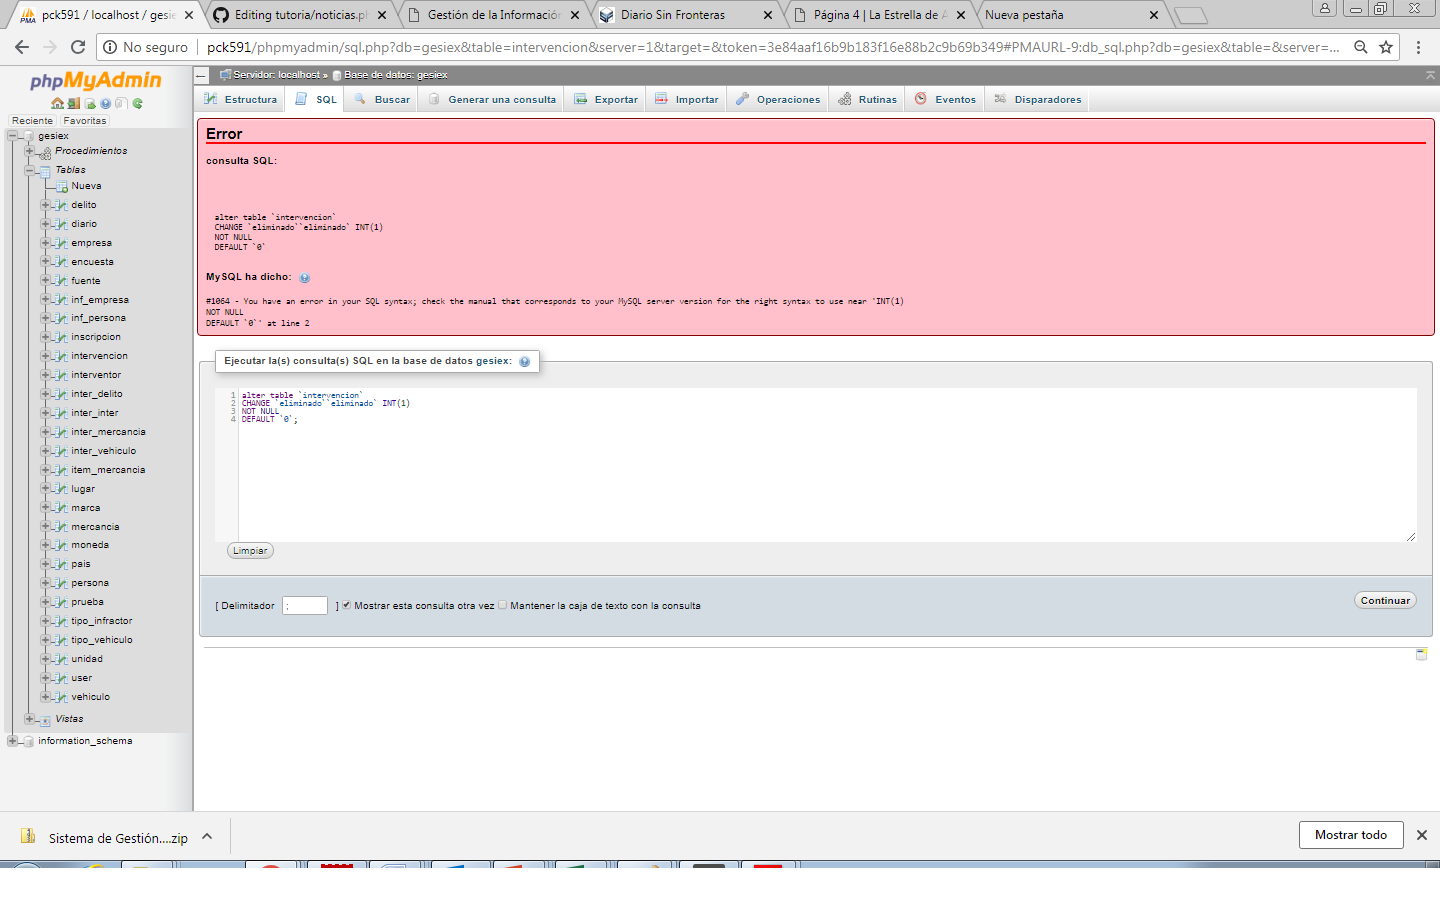 pck591 / localhost / gesie
Editing tutoria/noticias.ph
Gestión de la Información
Diario Sin Fronteras
Página 4 | La Estrella de A
Nueva pestaña
No seguro
pck591/phpmyadmin/sql.php?db=gesiex&table=intervencion&server=1&target=&token=3e84aaf16b9b183f16e88b2c9b69b349#PMAURL-9:db_sql.php?db=gesiex&table=&server=...
phpMyAdmin
Reciente Favoritas
gesiex
Procedimientos
Tablas
Nueva
delito
diario
empresa
encuesta
fuente
inf_empresa
inf_persona
inscripcion
intervencion
interventor
inter_delito
inter_inter
inter_mercancia
inter_vehiculo
item_mercancia
lugar
marca
mercancia
moneda
pais
persona
prueba
tipo_infractor
tipo_vehiculo
unidad
user
vehiculo
Vistas
information_schema
Servidor: localhost » Base de datos: gesiex
Estructura SQL Buscar Generar una consulta Exportar Importar Operaciones Rutinas Eventos Disparadores
Error
consulta SQL:
alter table `intervencion`
CHANGE `eliminado``eliminado` INT(1)
NOT NULL
DEFAULT `0`
MySQL ha dicho:
#1064 - You have an error in your SQL syntax; check the manual that corresponds to your MySQL server version for the right syntax to use near 'INT(1)
NOT NULL
DEFAULT `0`' at line 2
Ejecutar la(s) consulta(s) SQL en la base de datos gesiex:
1 alter table `intervencion`
2 CHANGE `eliminado``eliminado` INT(1)
3 NOT NULL
4 DEFAULT `0`;
Limpiar
[ Delimitador ; ] Mostrar esta consulta otra vez Mantener la caja de texto con la consulta
Continuar
Sistema de Gestión....zip
Mostrar todo